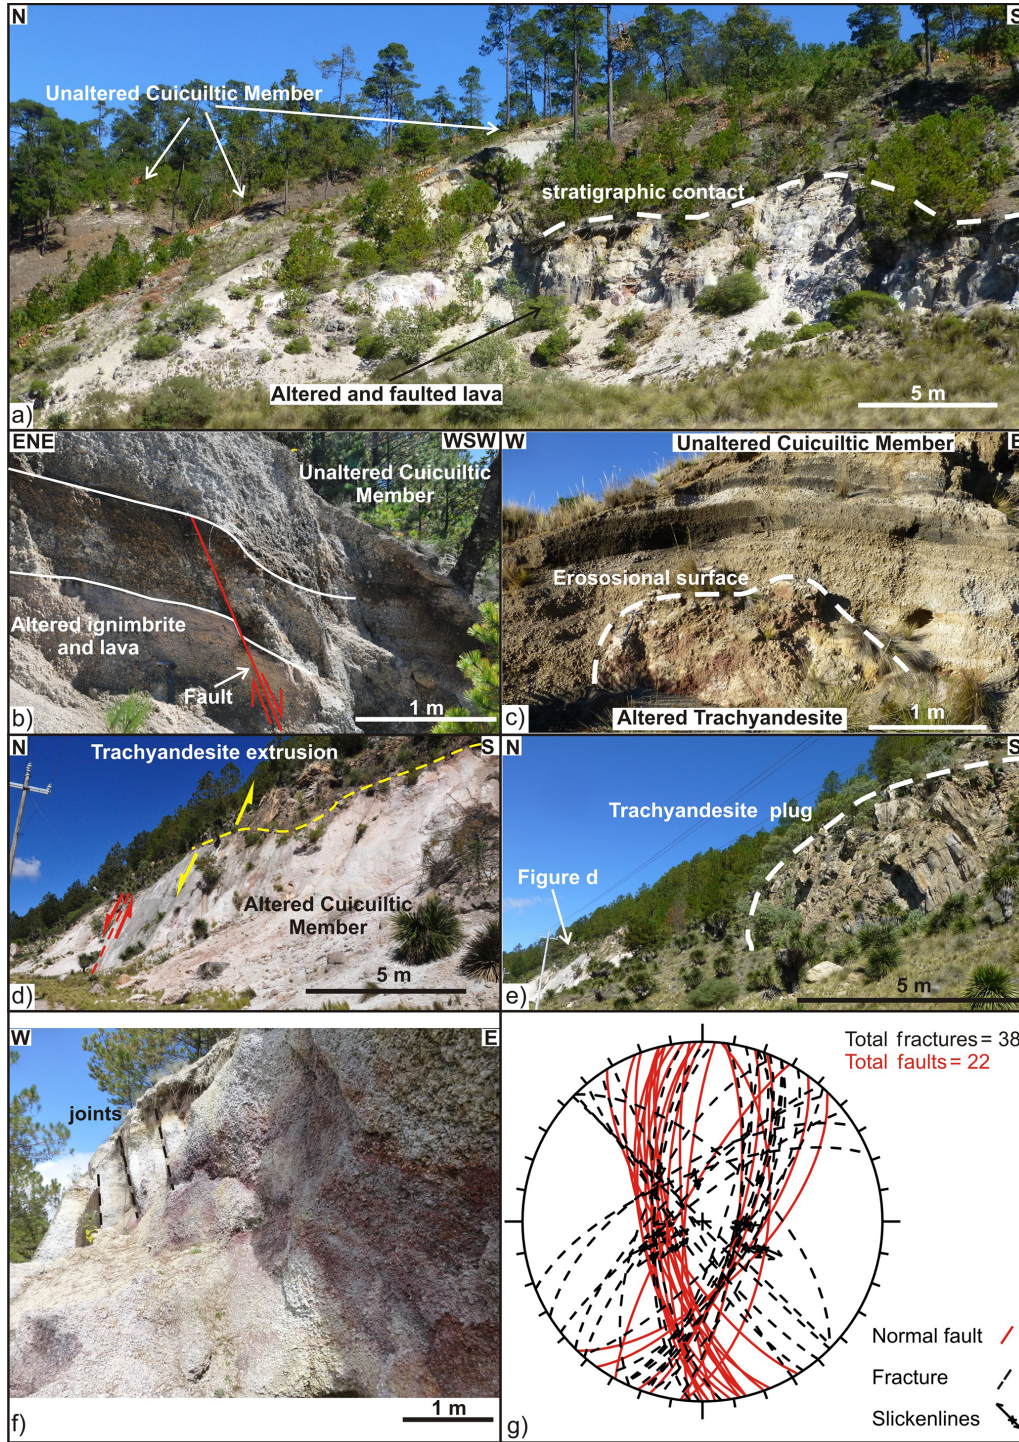 N
S
Unaltered Cuicuiltic Member
stratigraphic contact
Altered and faulted lava
5 m
a)
ENE
WSW
Unaltered Cuicuiltic
Member
Altered ignimbrite
and lava
Fault
1 m
b)
W
Unaltered Cuicuiltic Member
E
Erososional surface
Altered Trachyandesite
1 m
c)
N
S
Trachyandesite extrusion
Altered Cuicuiltic
Member
5 m
d)
N
S
Trachyandesite plug
Figure d
5 m
e)
W
E
joints
1 m
f)
Total fractures = 38
Total faults = 22
Normal fault
Fracture
Slickenlines
g)